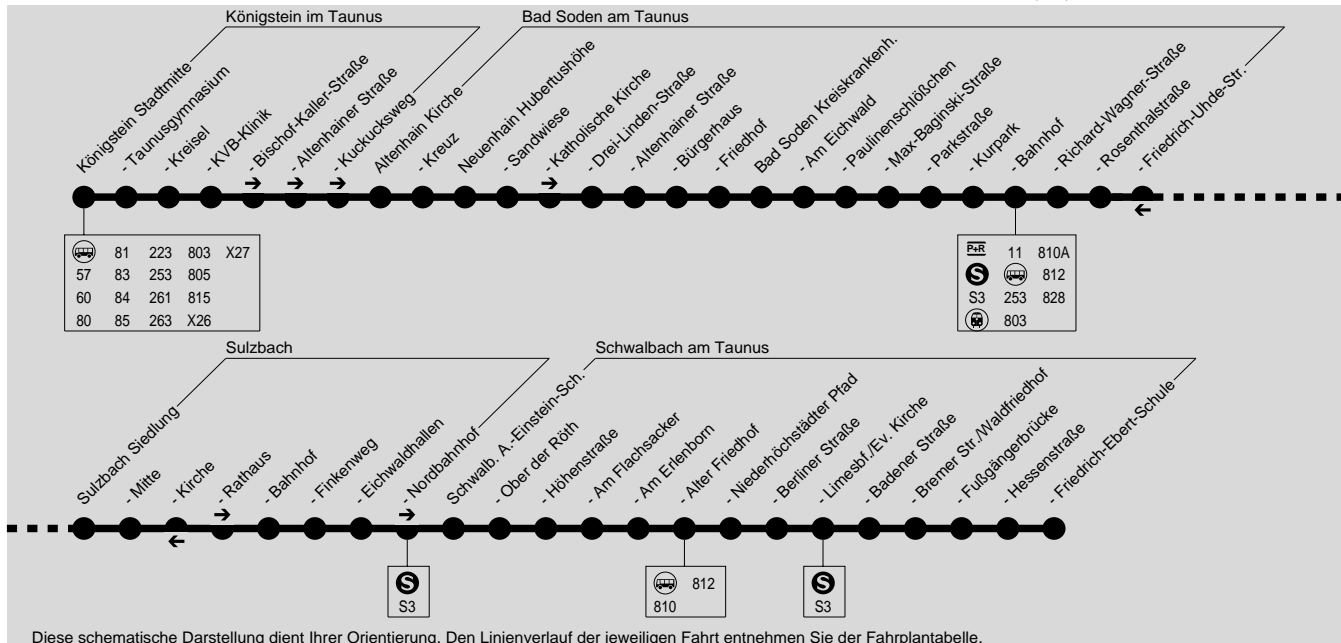 Königstein im Taunus
Bad Soden am Taunus
Königstein Stadtmitte
- Taunusgymnasium
- Kreisel
- KVB-Klinik
- Bischof-Kaller-Straße
- Altenhainer Straße
- Kuckucksweg
Altenhain Kirche
- Kreuz
Neuenhain Hubertushöhe
- Sandwiese
- Katholische Kirche
- Drei-Linden-Straße
- Altenhainer Straße
- Bürgerhaus
- Friedhof
Bad Soden Kreiskrankenh.
- Am Eichwald
- Paulinenschlößchen
- Max-Baginski-Straße
- Parkstraße
- Kurpark
- Bahnhof
- Richard-Wagner-Straße
- Rosenthalstraße
- Friedrich-Uhde-Str.
81 223 803 X27
57 83 253 805
60 84 261 815
80 85 263 X26
P+R 11 810A
S 812
S3 253 828
803
Sulzbach
Schwalbach am Taunus
Sulzbach Siedlung
- Mitte
- Kirche
- Rathaus
- Bahnhof
- Finkenweg
- Eichwaldhallen
- Nordbahnhof
Schwalb. A.-Einstein-Sch.
- Ober der Röth
- Höhenstraße
- Am Flachsacker
- Am Erlenborn
- Alter Friedhof
- Niederhöchstädter Pfad
- Berliner Straße
- Limesbf./Ev. Kirche
- Badener Straße
- Bremer Str./Waldfriedhof
- Fußgängerbrücke
- Hessenstraße
- Friedrich-Ebert-Schule
S
S3
812
810
S
S3
Diese schematische Darstellung dient Ihrer Orientierung. Den Linienverlauf der jeweiligen Fahrt entnehmen Sie der Fahrplantabelle.